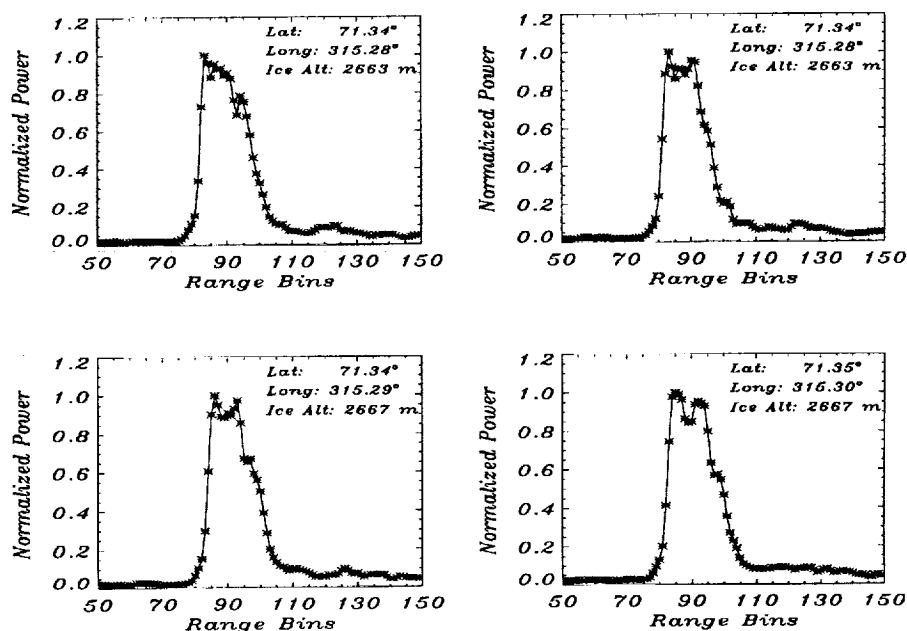 Lat: 71.34°
Long: 315.28°
Ice Alt: 2663 m
Normalized Power
1.2
1.0
0.8
0.6
0.4
0.2
0.0
50 70 90 110 130 150
Range Bins
Lat: 71.34°
Long: 315.28°
Ice Alt: 2663 m
Normalized Power
1.2
1.0
0.8
0.6
0.4
0.2
0.0
50 70 90 110 130 150
Range Bins
Lat: 71.34°
Long: 315.29°
Ice Alt: 2667 m
Normalized Power
1.2
1.0
0.8
0.6
0.4
0.2
0.0
50 70 90 110 130 150
Range Bins
Lat: 71.35°
Long: 315.30°
Ice Alt: 2667 m
Normalized Power
1.2
1.0
0.8
0.6
0.4
0.2
0.0
50 70 90 110 130 150
Range Bins